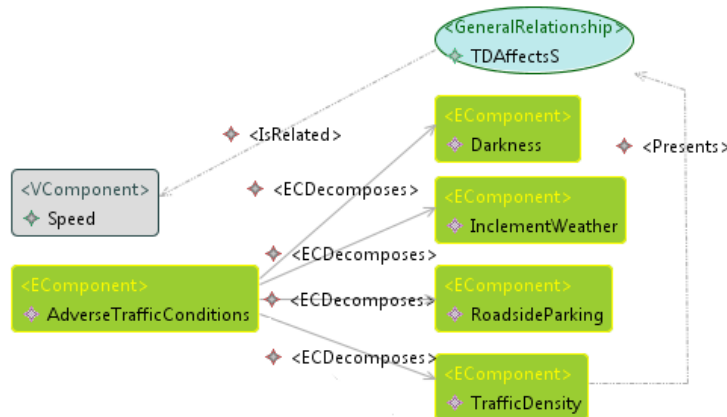 <GeneralRelationship>
TDAffectsS
<IsRelated>
<EComponent>
Darkness
<Presents>
<VComponent>
Speed
<ECDecomposes>
<EComponent>
InclementWeather
<ECDecomposes>
<EComponent>
AdverseTrafficConditions
<ECDecomposes>
<EComponent>
RoadsideParking
<ECDecomposes>
<EComponent>
TrafficDensity